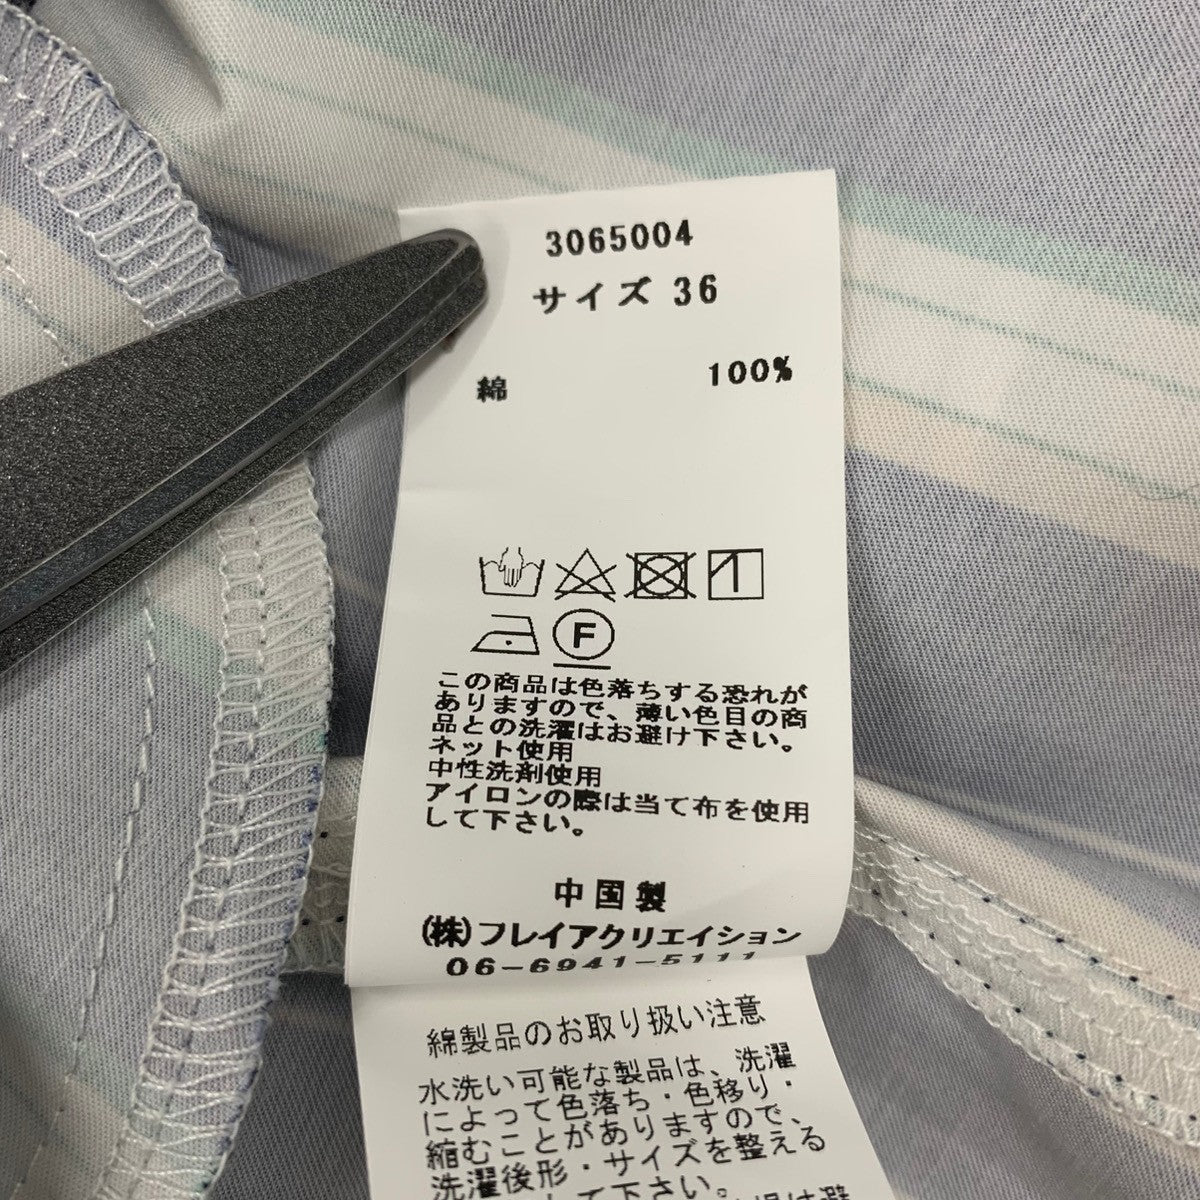 3065004
サイズ 36
綿 100%
F
この商品は色落ちする恐れが
ありますので、薄い色目の商
品との洗濯はお避け下さい。
ネット使用
中性洗剤使用
アイロンの際は当て布を使用
して下さい。
中国製
(株)フレイアクリエイション
06-6941-5111
綿製品のお取り扱い注意
水洗い可能な製品は、洗濯
によって色落ち・色移り・
縮むことがありますので、
洗濯後形・サイズを整える
して下さい。